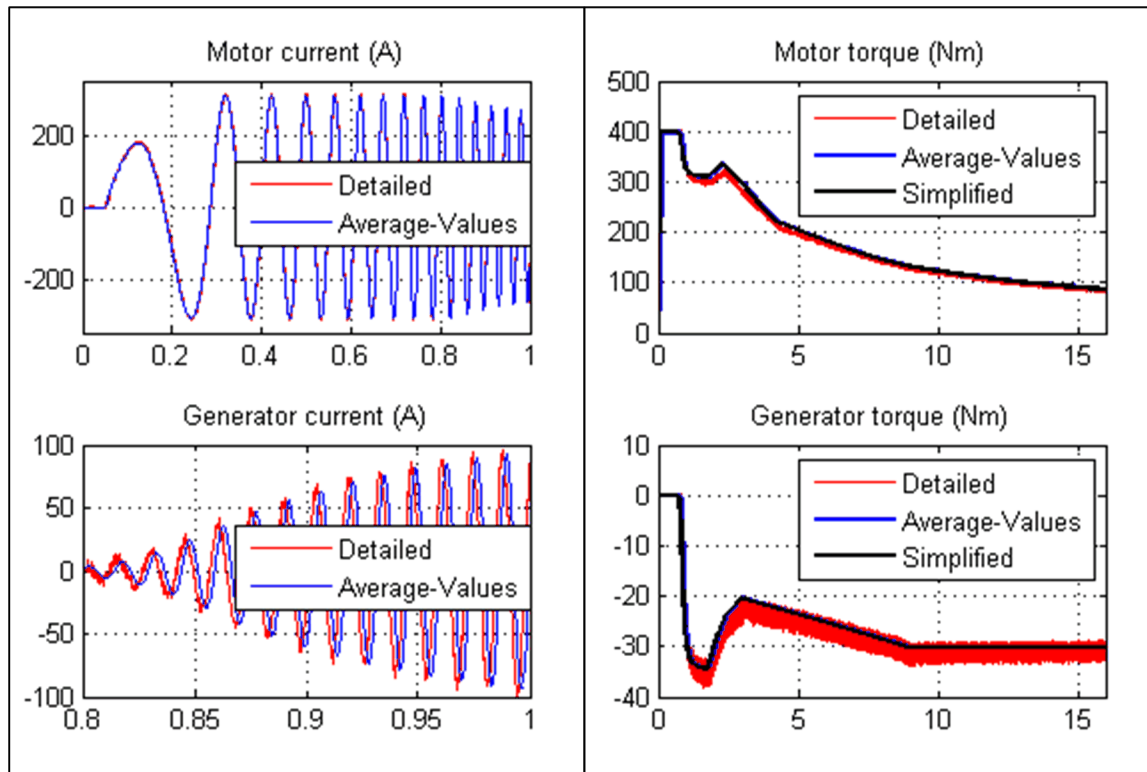 Motor current (A)
200
0
-200
0 0.2 0.4 0.6 0.8 1
Detailed
Average-Values
Motor torque (Nm)
500
400
300
200
100
0
0 5 10 15
Detailed
Average-Values
Simplified
Generator current (A)
100
50
0
-50
-100
0.8 0.85 0.9 0.95 1
Detailed
Average-Values
Generator torque (Nm)
10
0
-10
-20
-30
-40
0 5 10 15
Detailed
Average-Values
Simplified